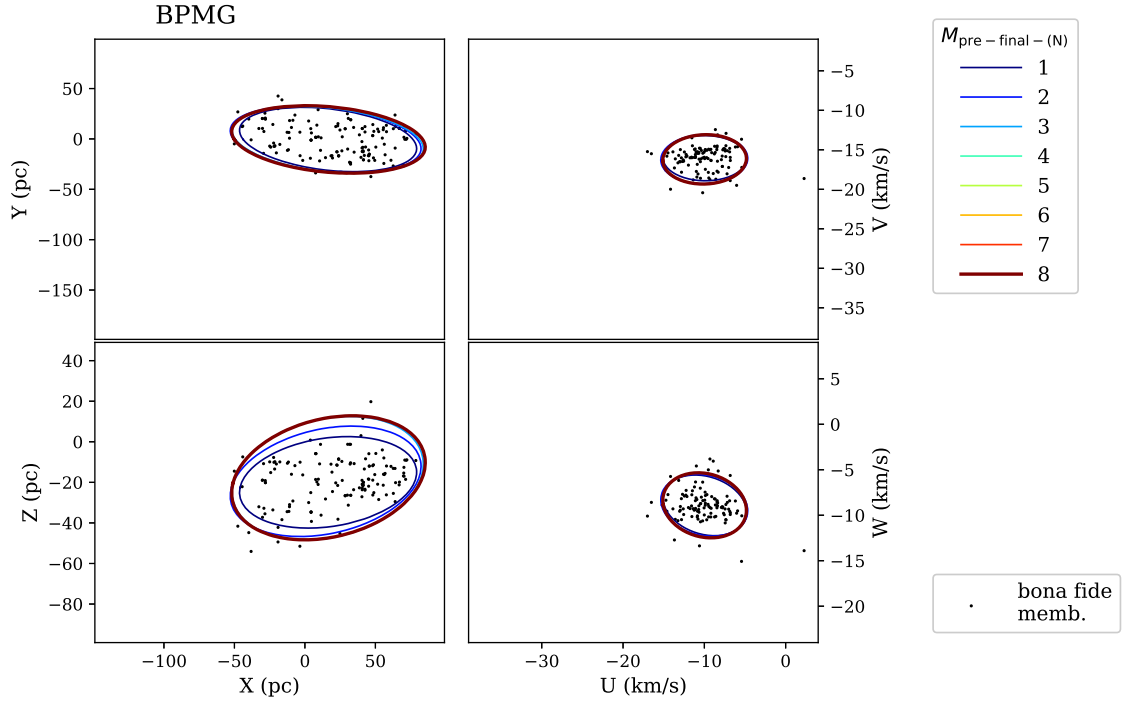 BPMG
50
0
−50
−100
−150
Y (pc)
−5
−10
−15
−20
−25
−30
−35
V (km/s)
40
20
0
−20
−40
−60
−80
Z (pc)
5
0
−5
−10
−15
−20
W (km/s)
−100 −50 0 50
X (pc)
−30 −20 −10 0
U (km/s)
M_pre−final−(N)
1
2
3
4
5
6
7
8
bona fide
memb.